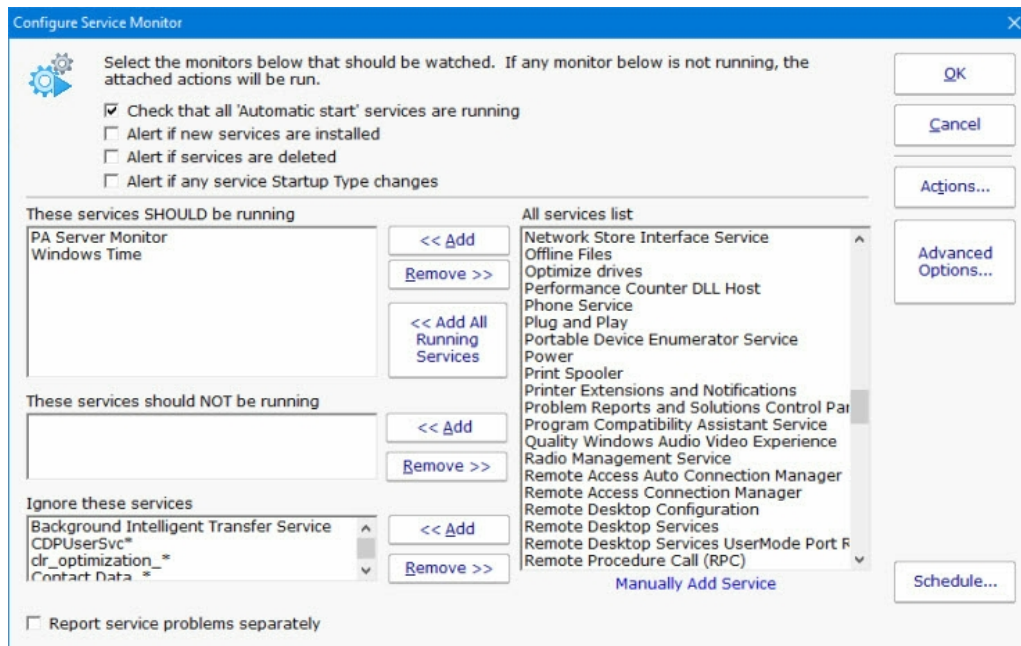 Configure Service Monitor
Select the monitors below that should be watched. If any monitor below is not running, the
attached actions will be run.
Check that all 'Automatic start' services are running
Alert if new services are installed
Alert if services are deleted
Alert if any service Startup Type changes
OK
Cancel
Actions...
Advanced
Options...
These services SHOULD be running
PA Server Monitor
Windows Time
<< Add
Remove >>
<< Add All
Running
Services
These services should NOT be running
<< Add
Remove >>
Ignore these services
Background Intelligent Transfer Service
CDPUserSvc*
clr_optimization_*
Contact Data_*
<< Add
Remove >>
All services list
Network Store Interface Service
Offline Files
Optimize drives
Performance Counter DLL Host
Phone Service
Plug and Play
Portable Device Enumerator Service
Power
Print Spooler
Printer Extensions and Notifications
Problem Reports and Solutions Control Par
Program Compatibility Assistant Service
Quality Windows Audio Video Experience
Radio Management Service
Remote Access Auto Connection Manager
Remote Access Connection Manager
Remote Desktop Configuration
Remote Desktop Services
Remote Desktop Services UserMode Port R
Remote Procedure Call (RPC)
Manually Add Service
Schedule...
Report service problems separately